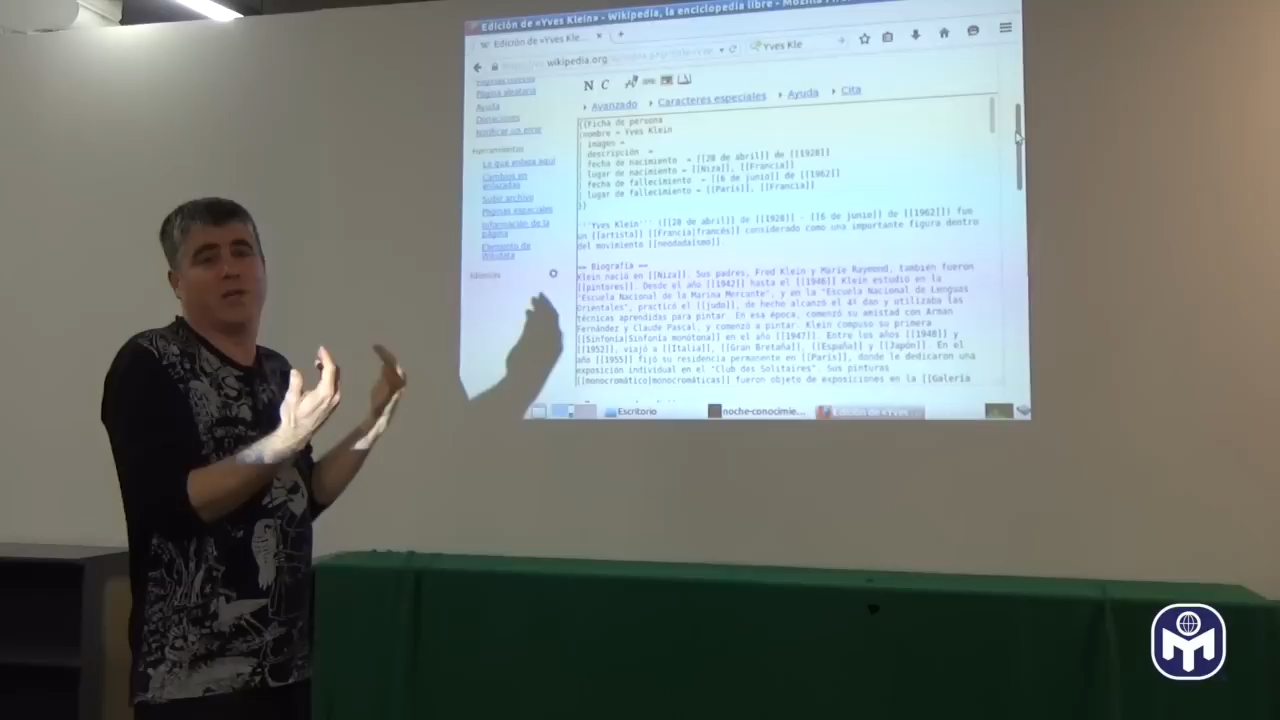 Edición de «Yves Klein» - Wikipedia, la enciclopedia libre - Mozilla
Edición de «Yves Kle...
wikipedia.org
Yves Kle
N C
Avanzado
Caracteres especiales
Ayuda
Cita
Páginas nuevas
Página aleatoria
Ayuda
Donaciones
Notificar un error
Herramientas
Lo que enlaza aquí
Cambios en
enlazadas
Subir archivo
Páginas especiales
Información de la
página
Elemento de
Wikidata
Idiomas
{{Ficha de persona
|nombre = Yves Klein
| imagen =
| descripción =
| fecha de nacimiento = [[28 de abril]] de [[1928]]
| lugar de nacimiento = [[Niza]], [[Francia]]
| fecha de fallecimiento = [[6 de junio]] de [[1962]]
| lugar de fallecimiento = [[París]], [[Francia]]
}}
'''Yves Klein''' ([[28 de abril]] de [[1928]] - [[6 de junio]] de [[1962]]) fue
un [[artista]] [[Francia|francés]] considerado como una importante figura dentro
del movimiento [[neodadaísmo]].
== Biografía ==
Klein nació en [[Niza]]. Sus padres, Fred Klein y Marie Raymond, también fueron
[[pintores]]. Desde el año [[1942]] hasta el [[1946]] Klein estudió en la
"Escuela Nacional de la Marina Mercante", y en la "Escuela Nacional de Lenguas
Orientales", practicó el [[judo]], de heche alcanzó el 4º dan y utilizaba las
técnicas aprendidas para pintar. En esa época, comenzó su amistad con Arman
Fernández y Claude Pascal, y comenzó a pintar. Klein compuso su primera
[[Sinfonía|Sinfonía monótona]] en el año [[1947]]. Entre los años [[1948]] y
[[1952]], viajó a [[Italia]], [[Gran Bretaña]], [[España]] y [[Japón]]. En el
año [[1955]] fijó su residencia permanente en [[París]], donde le dedicaron una
exposición individual en el "Club des Solitaires". Sus pinturas
[[monocromático|monocromáticas]] fueron objeto de exposiciones en la [[Galería
Escritorio
noche-conocimie...
Edición de «Yves ...